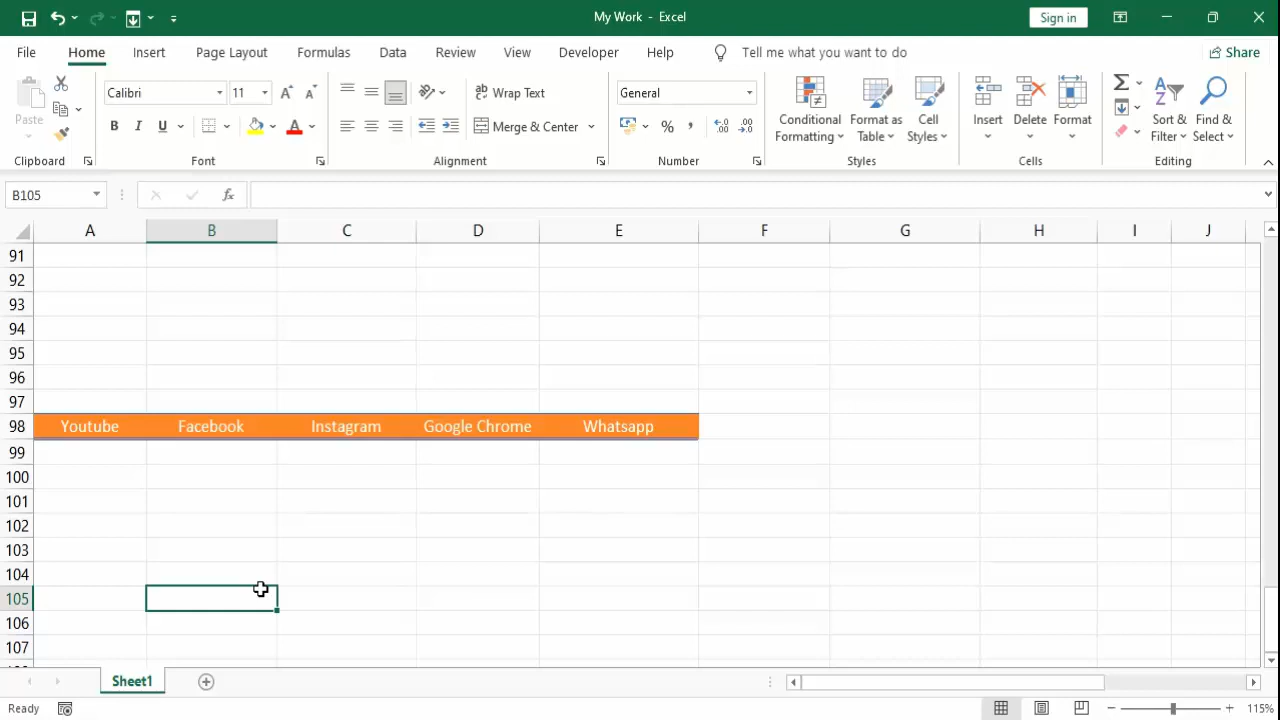 My Work - Excel
Sign in
File Home Insert Page Layout Formulas Data Review View Developer Help Tell me what you want to do Share
Paste
Calibri 11
Wrap Text
General
B I U
Merge & Center
%
Conditional Formatting
Format as Table
Cell Styles
Insert
Delete
Format
Sort & Filter
Find & Select
Clipboard Font Alignment Number Styles Cells Editing
B105 fx
A B C D E F G H I J
91
92
93
94
95
96
97
98 Youtube Facebook Instagram Google Chrome Whatsapp
99
100
101
102
103
104
105
106
107
Sheet1
Ready 115%